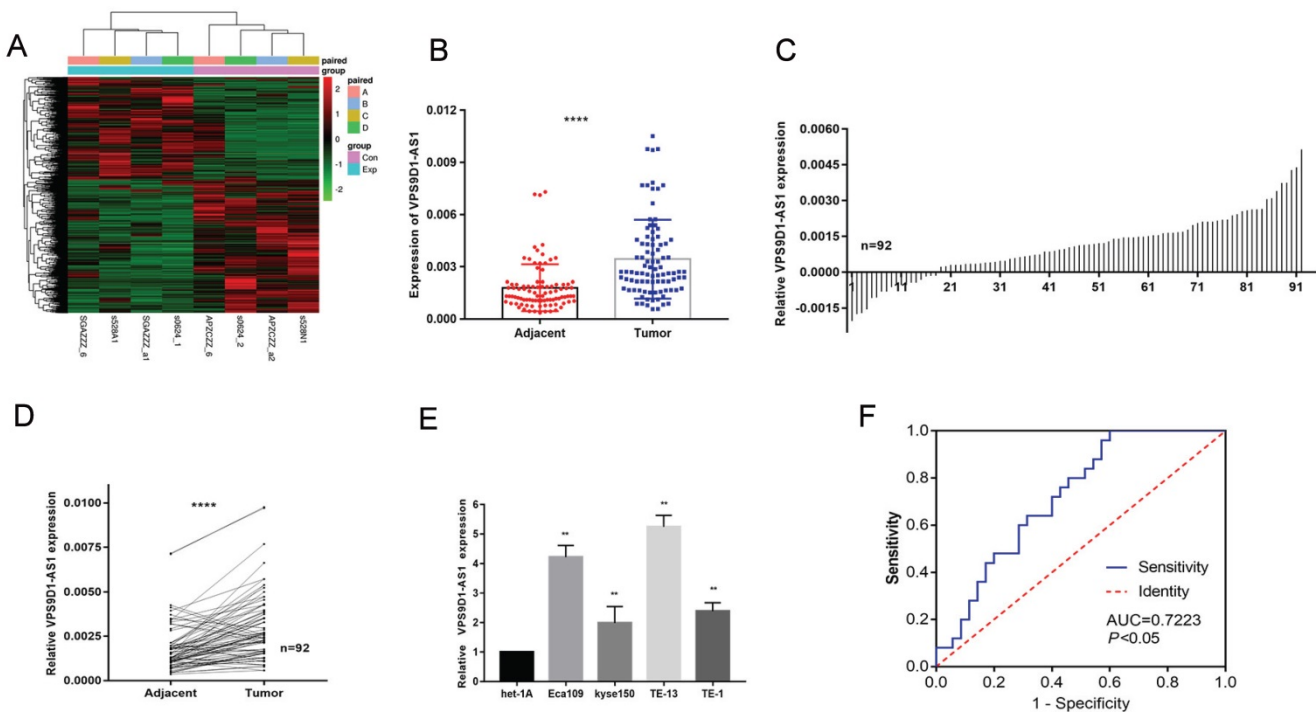 A
paired
group
2
1
0
-1
-2
paired
A
B
C
D
group
Con
Exp
SGAZZZ_6
s528A1
SGAZZZ_a1
s0624_1
APZCZZ_6
s0624_2
APZCZZ_a2
s528N1
B
Expression of VPS9D1-AS1
0.012
0.009
0.006
0.003
0.000
****
Adjacent
Tumor
C
Relative VPS9D1-AS1 expression
0.0060
0.0045
0.0030
0.0015
0.0000
-0.0015
n=92
1 11 21 31 41 51 61 71 81 91
D
Relative VPS9D1-AS1 expression
0.0100
0.0075
0.0050
0.0025
0.0000
****
n=92
Adjacent
Tumor
E
Relative VPS9D1-AS1 expression
6
5
4
3
2
1
0
**
**
**
**
het-1A Eca109 kyse150 TE-13 TE-1
F
Sensitivity
1.0
0.8
0.6
0.4
0.2
0.0
Sensitivity
Identity
AUC=0.7223
P<0.05
0.0 0.2 0.4 0.6 0.8 1.0
1 - Specificity